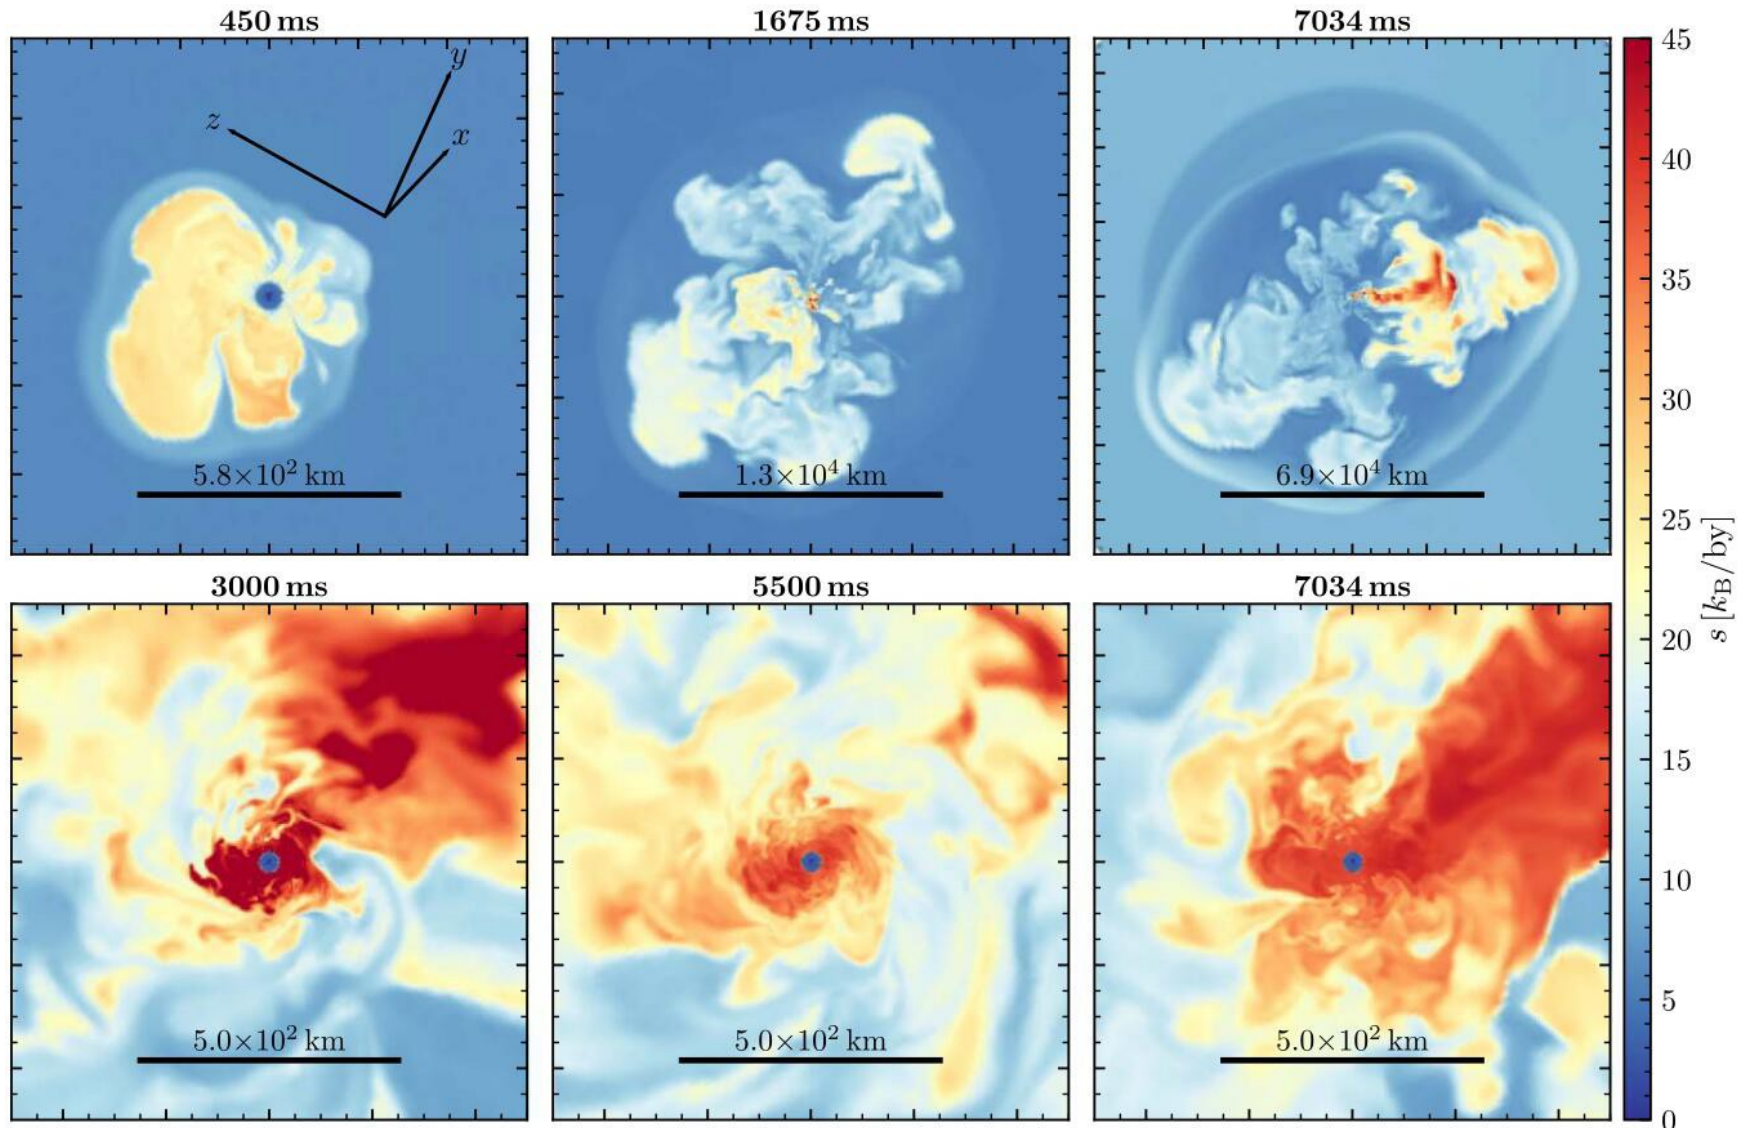 450 ms
1675 ms
7034 ms
y
z
x
5.8×10² km
1.3×10⁴ km
6.9×10⁴ km
3000 ms
5500 ms
7034 ms
5.0×10² km
5.0×10² km
5.0×10² km
45
40
35
30
25
20
15
10
5
0
s [k_B/by]